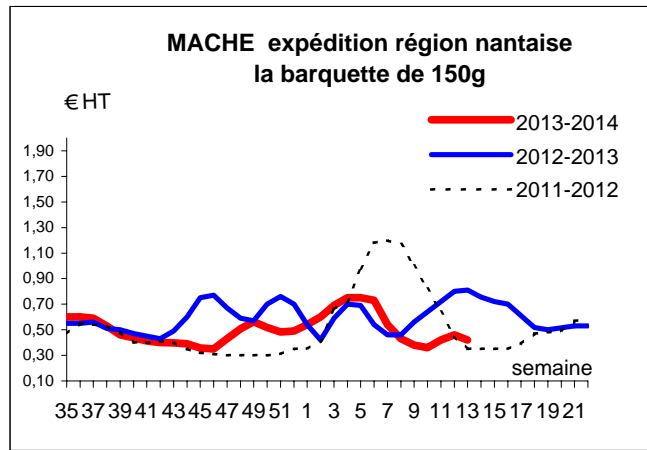 MACHE expédition région nantaise
la barquette de 150g
€ HT
2013-2014
2012-2013
2011-2012
1,90
1,70
1,50
1,30
1,10
0,90
0,70
0,50
0,30
0,10
semaine
35 37 39 41 43 45 47 49 51 1 3 5 7 9 11 13 15 17 19 21